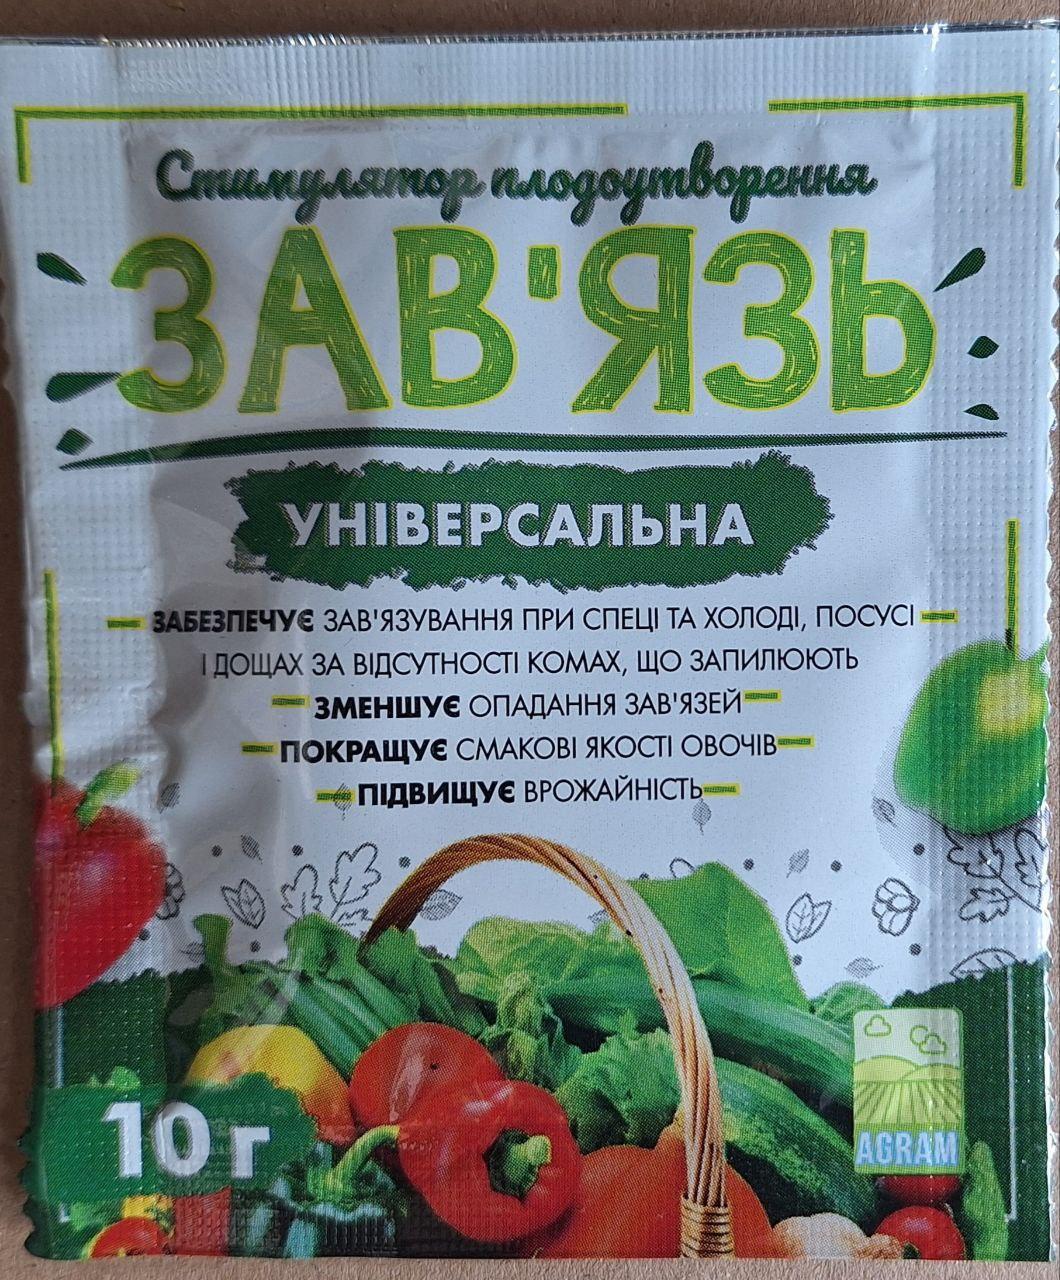 Стимулятор плодоутворення
ЗАВ'ЯЗЬ
УНІВЕРСАЛЬНА
ЗАБЕЗПЕЧУЄ ЗАВ'ЯЗУВАННЯ ПРИ СПЕЦІ ТА ХОЛОДІ, ПОСУСІ
І ДОЩАХ ЗА ВІДСУТНОСТІ КОМАХ, ЩО ЗАПИЛЮЮТЬ
ЗМЕНШУЄ ОПАДАННЯ ЗАВ'ЯЗЕЙ
ПОКРАЩУЄ СМАКОВІ ЯКОСТІ ОВОЧІВ
ПІДВИЩУЄ ВРОЖАЙНІСТЬ
10 г
AGRAM